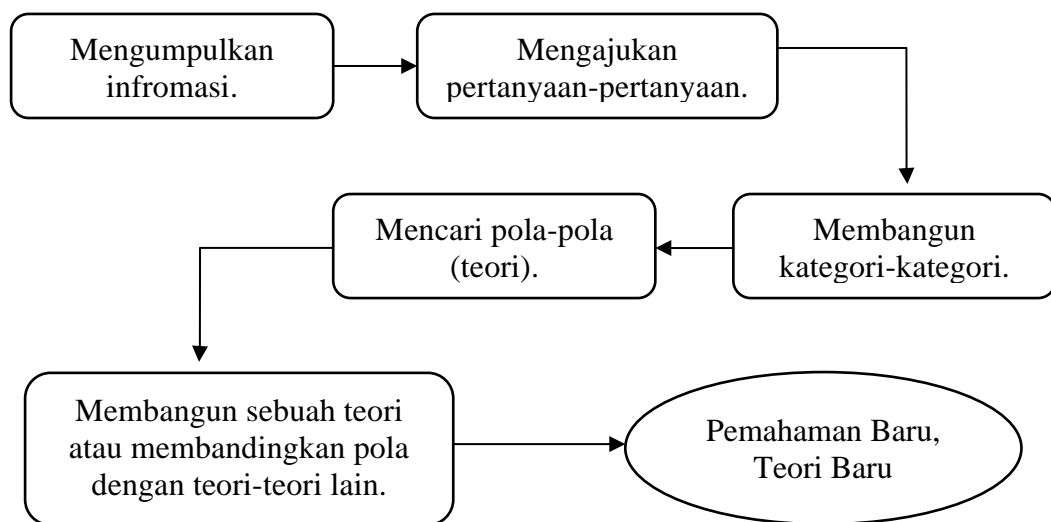 Mengumpulkan
infromasi.
Mengajukan
pertanyaan-pertanyaan.
Membangun
kategori-kategori.
Mencari pola-pola
(teori).
Membangun sebuah teori
atau membandingkan pola
dengan teori-teori lain.
Pemahaman Baru,
Teori Baru